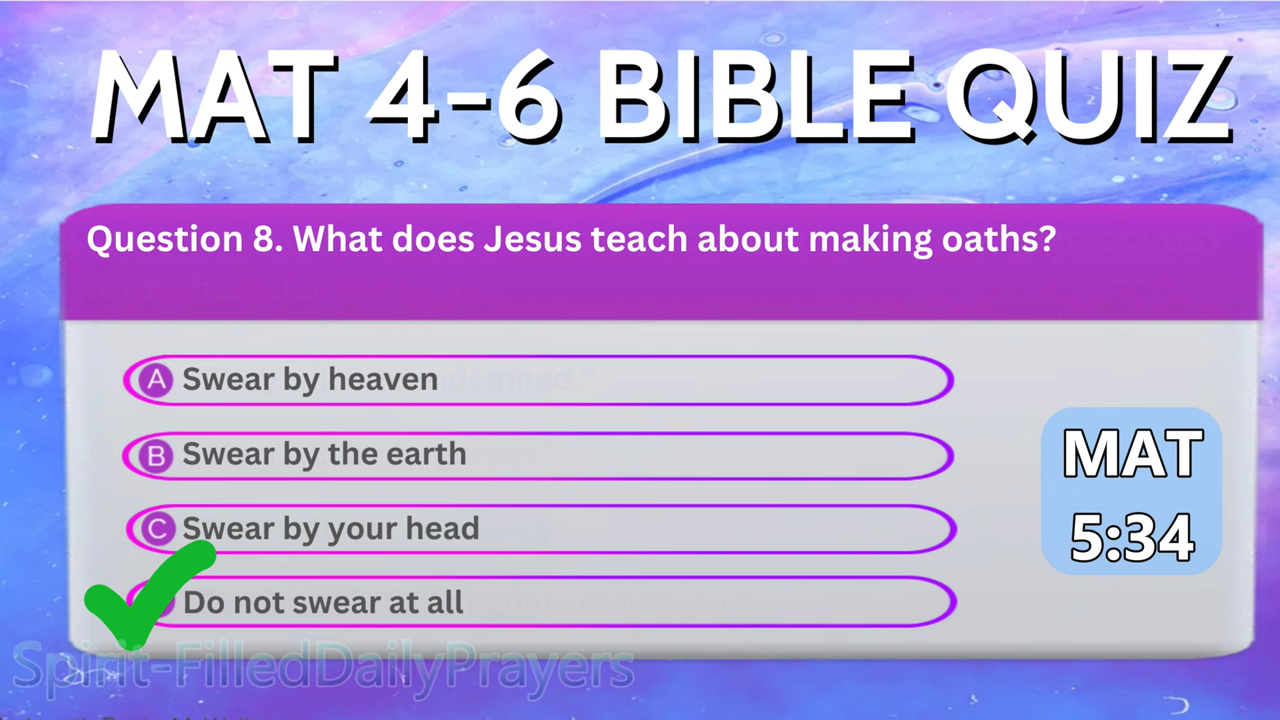 MAT 4-6 BIBLE QUIZ
Question 8. What does Jesus teach about making oaths?
A Swear by heaven
B Swear by the earth
C Swear by your head
Do not swear at all
MAT
5:34
Spirit-FilledDailyPrayers